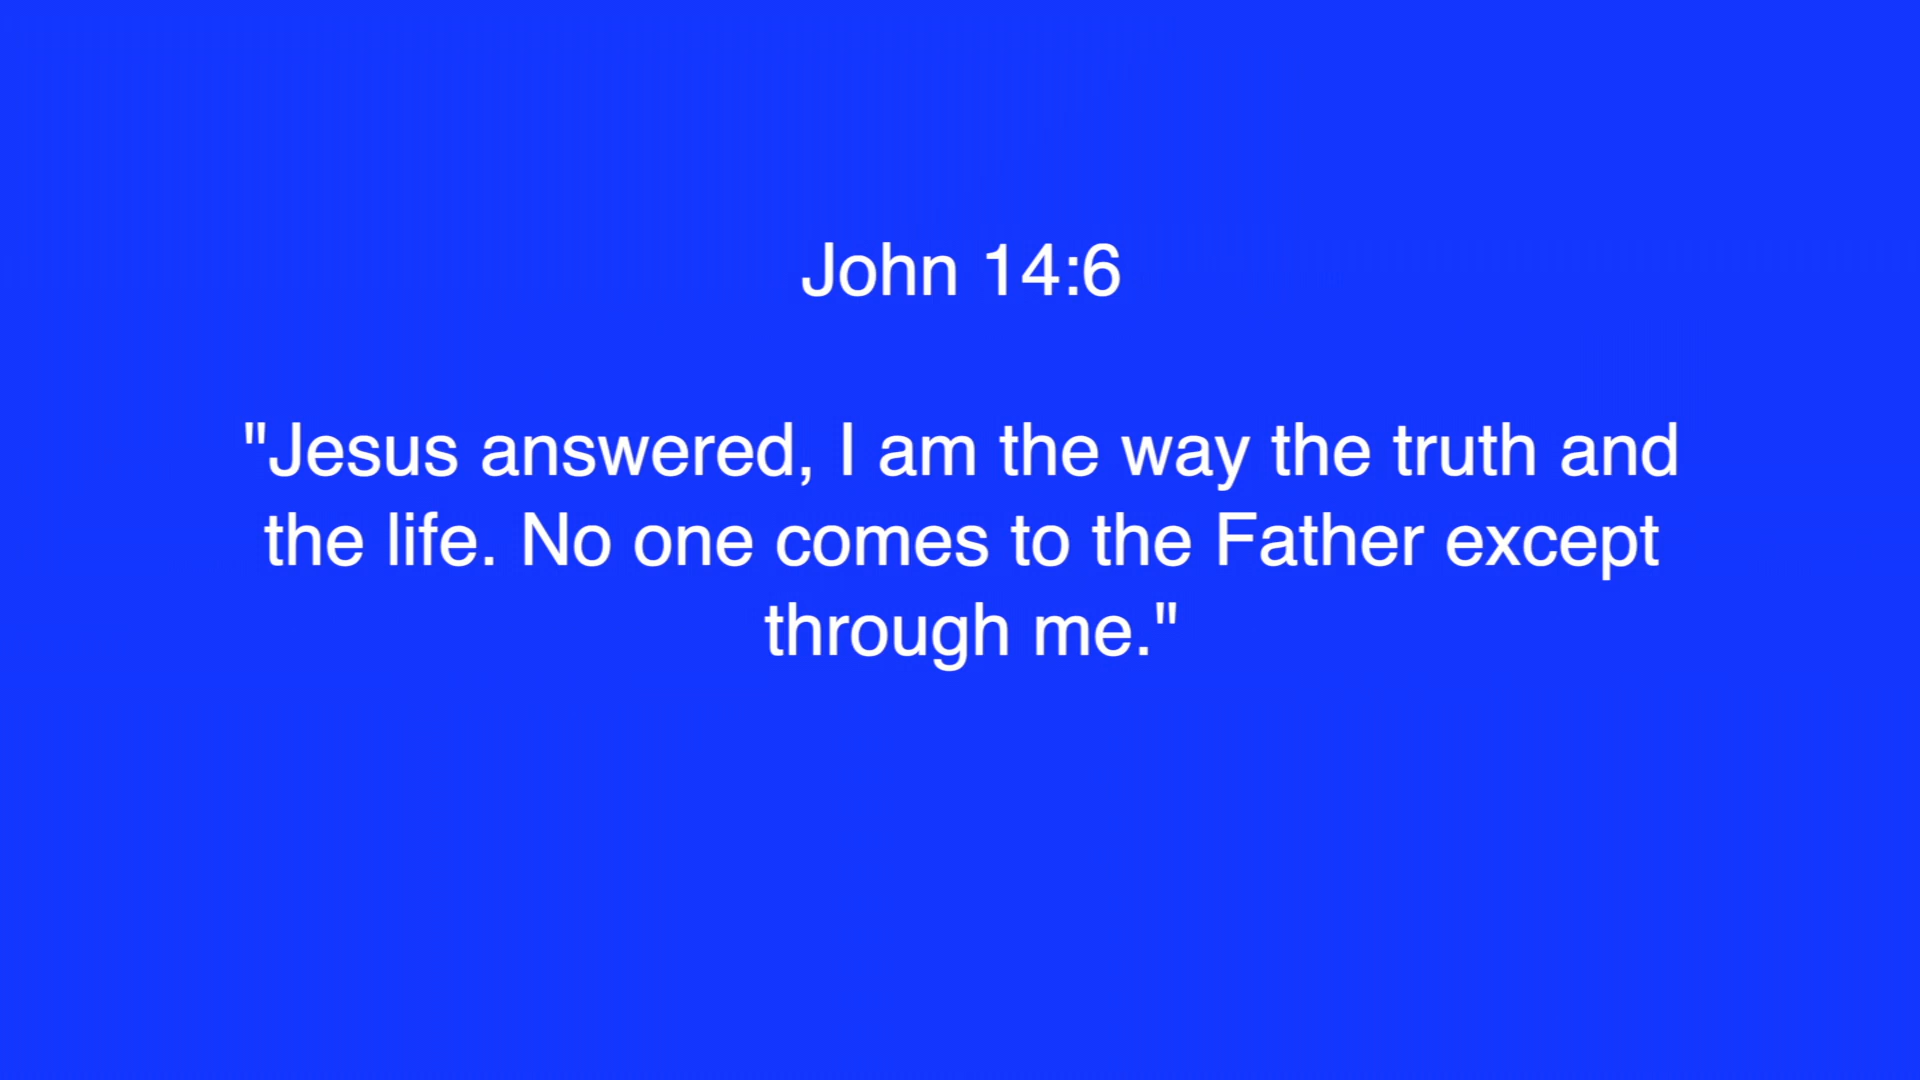 John 14:6
"Jesus answered, I am the way the truth and
the life. No one comes to the Father except
through me."